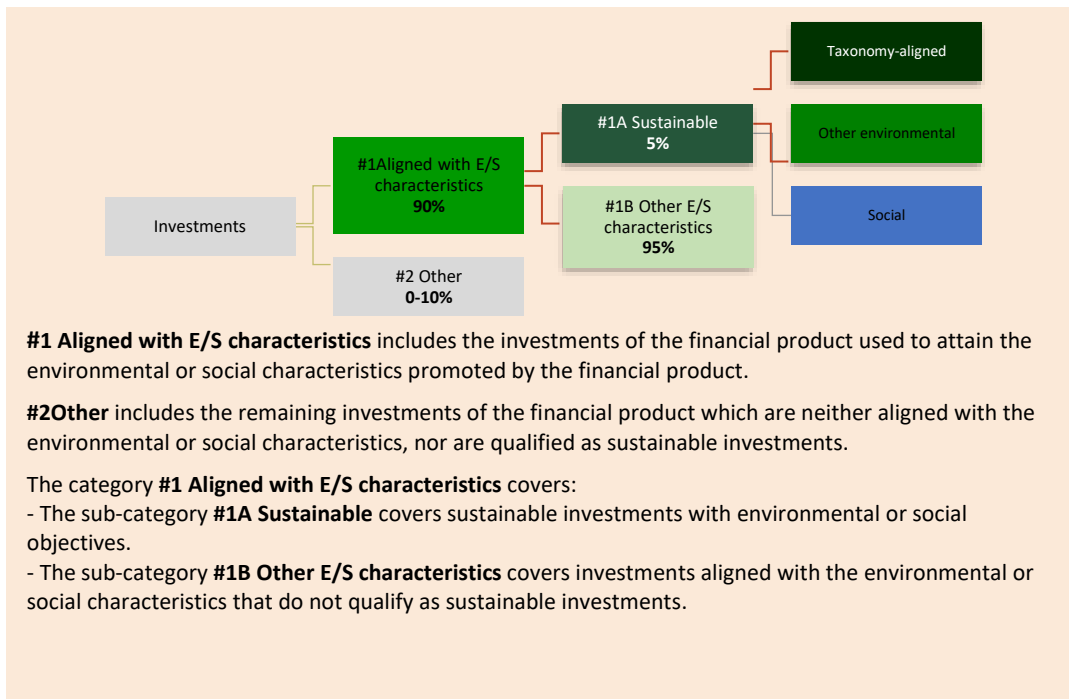 Taxonomy-aligned
#1A Sustainable
5%
Other environmental
#1Aligned with E/S
characteristics
90%
#1B Other E/S
characteristics
95%
Social
Investments
#2 Other
0-10%
#1 Aligned with E/S characteristics includes the investments of the financial product used to attain the
environmental or social characteristics promoted by the financial product.
#2Other includes the remaining investments of the financial product which are neither aligned with the
environmental or social characteristics, nor are qualified as sustainable investments.
The category #1 Aligned with E/S characteristics covers:
- The sub-category #1A Sustainable covers sustainable investments with environmental or social
objectives.
- The sub-category #1B Other E/S characteristics covers investments aligned with the environmental or
social characteristics that do not qualify as sustainable investments.